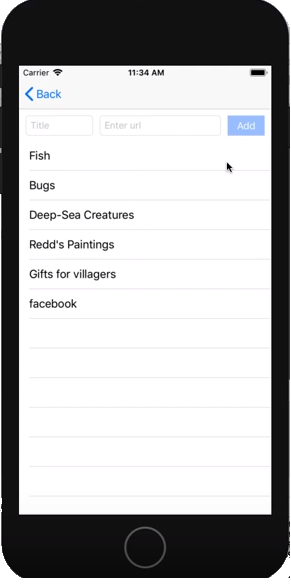 Carrier 11:34 AM
Back
Title Enter url Add
Fish
Bugs
Deep-Sea Creatures
Redd's Paintings
Gifts for villagers
facebook